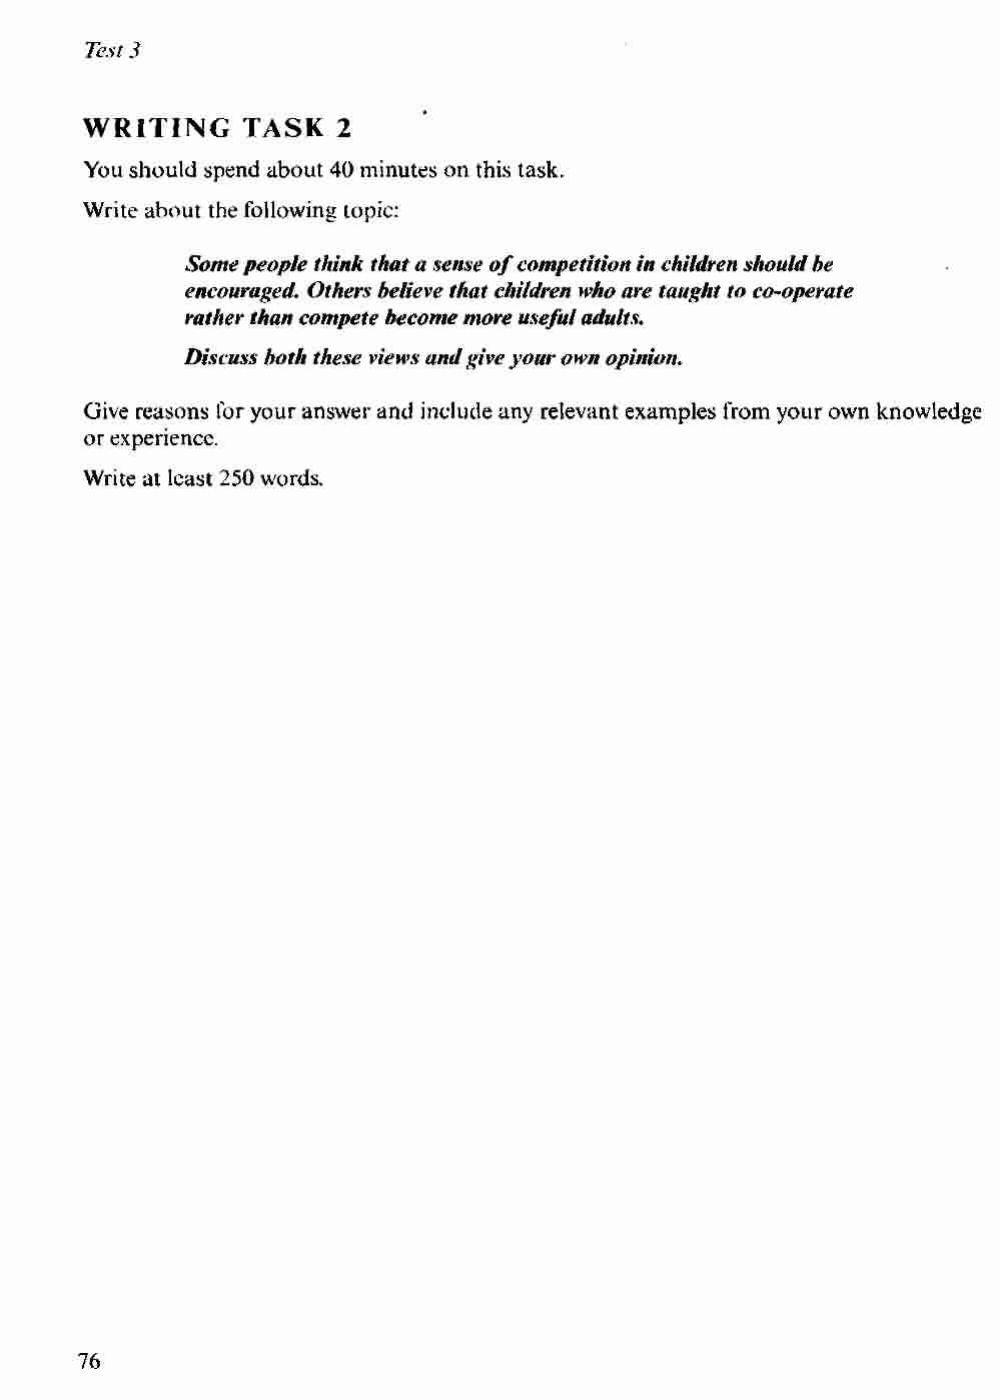 Test 3
WRITING TASK 2
You should spend about 40 minutes on this task.
Write about the following topic:
Some people think that a sense of competition in children should be
encouraged. Others believe that children who are taught to co-operate
rather than compete become more useful adults.
Discuss both these views and give your own opinion.
Give reasons for your answer and include any relevant examples from your own knowledge
or experience.
Write at least 250 words.
76